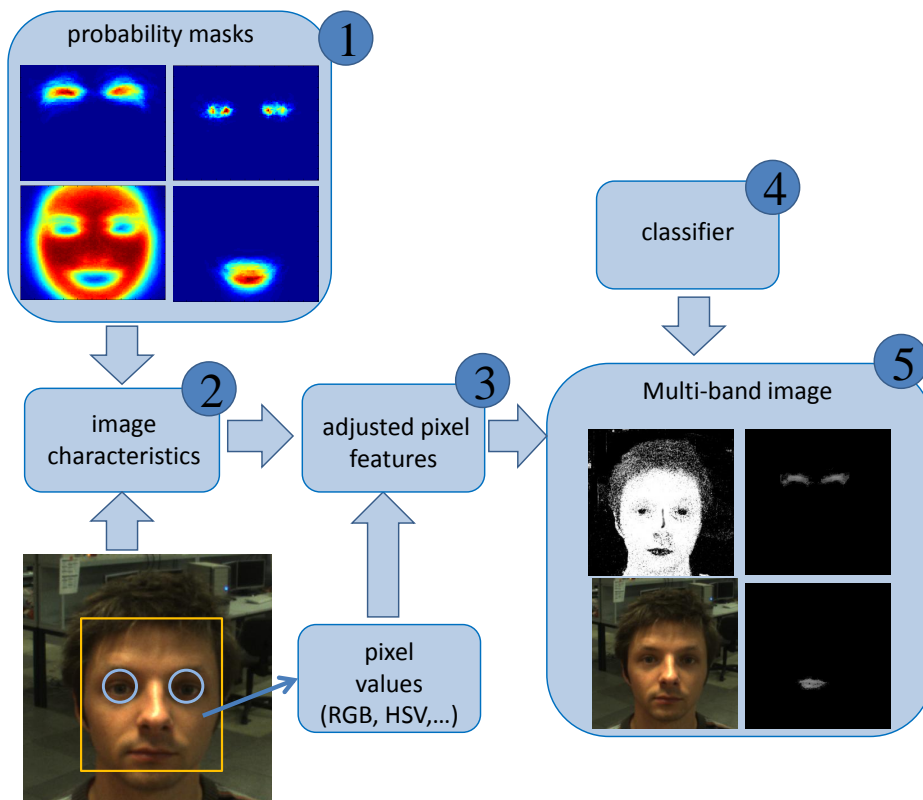 probability masks
1
4
classifier
2
image
characteristics
3
adjusted pixel
features
5
Multi-band image
pixel
values
(RGB, HSV,...)